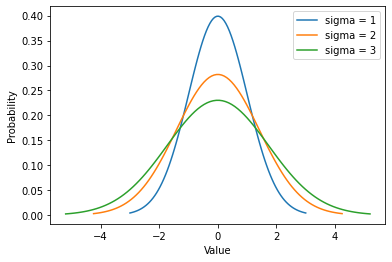 0.40
0.35
0.30
0.25
0.20
0.15
0.10
0.05
0.00
Probability
sigma = 1
sigma = 2
sigma = 3
−4 −2 0 2 4
Value